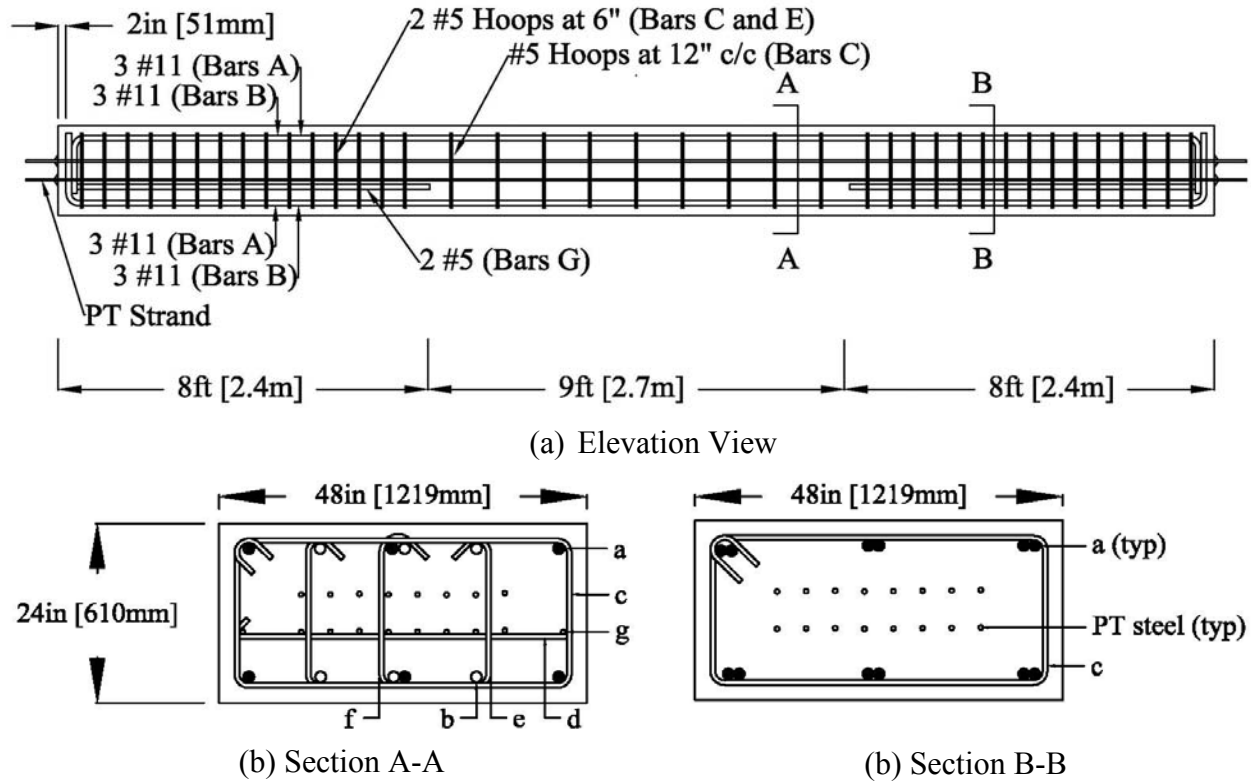 2in [51mm]
2 #5 Hoops at 6" (Bars C and E)
#5 Hoops at 12" c/c (Bars C)
3 #11 (Bars A)
3 #11 (Bars B)
A
B
3 #11 (Bars A)
3 #11 (Bars B)
2 #5 (Bars G)
A
B
PT Strand
8ft [2.4m]
9ft [2.7m]
8ft [2.4m]
(a) Elevation View
48in [1219mm]
48in [1219mm]
24in [610mm]
a
c
g
f
b
e
d
a (typ)
PT steel (typ)
c
(b) Section A-A
(b) Section B-B